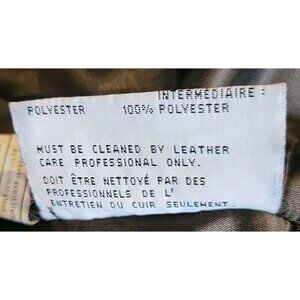 INTERMÉDIAIRE :
POLYESTER 100% POLYESTER
MUST BE CLEANED BY LEATHER
CARE PROFESSIONAL ONLY.
DOIT ÊTRE NETTOYÉ PAR DES
PROFESSIONNELS DE L'
ENTRETIEN DU CUIR SEULEMENT.